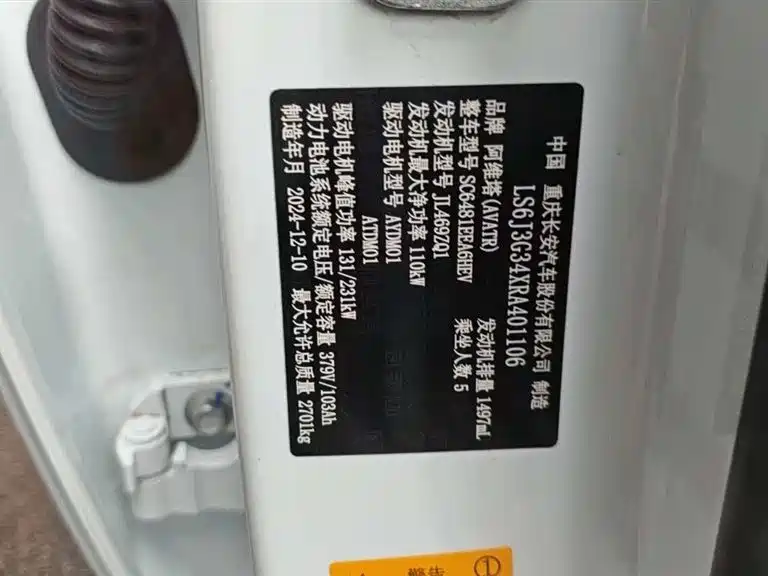 中国 重庆长安汽车股份有限公司 制造
LS6J3G34XRA401106
品牌 阿维塔(AVATR) 发动机排量 1497mL
整车型号 SC6481EEA6HEV 乘坐人数 5
发动机型号 JL469ZQ1
发动机最大净功率 110kW
驱动电机型号 AYDM01
ATDM01
驱动电机峰值功率 131/231kW
动力电池系统额定电压/额定容量 379V/103Ah
制造年月 2024-12-10 最大允许总质量 2701kg
警告 ①